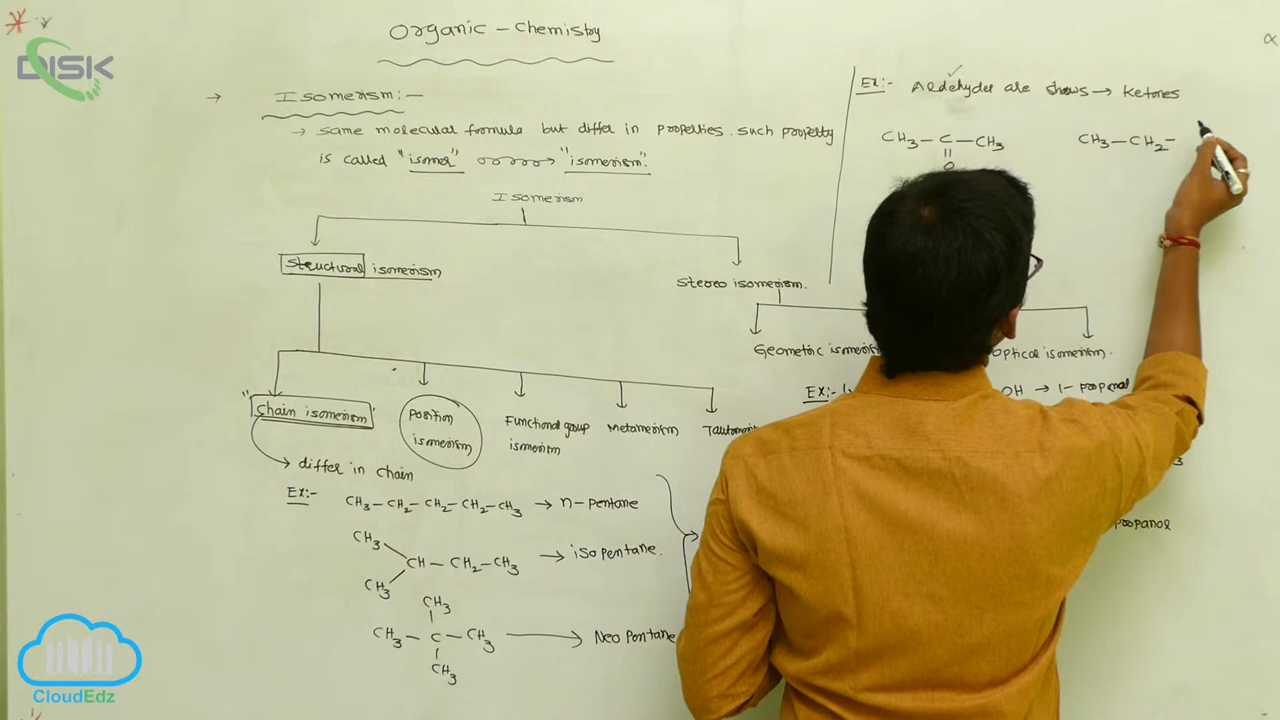 Organic - Chemistry
DISK
→ Isomerism:-
→ same molecular formula but differ in properties. such property
is called "isomer" → "isomerism".
Isomerism
Structural isomerism
Stereo isomerism.
Geometric isomerism
Optical isomerism.
"Chain isomerism"
Position
isomerism
Functional group
isomerism
Metamerism
→ differ in chain
Ex:-
CH3-CH2-CH2-CH2-CH3 → n-Pentane
CH3
CH-CH2-CH3 → iso pentane.
CH3
CH3
CH3-C-CH3 → Neo Pentane
CH3
Ex:- Aldehydes are shows → Ketones
CH3-C-CH3
O
CH3-CH2-
Ex:-
OH → 1-propanol
propanol
CloudEdz